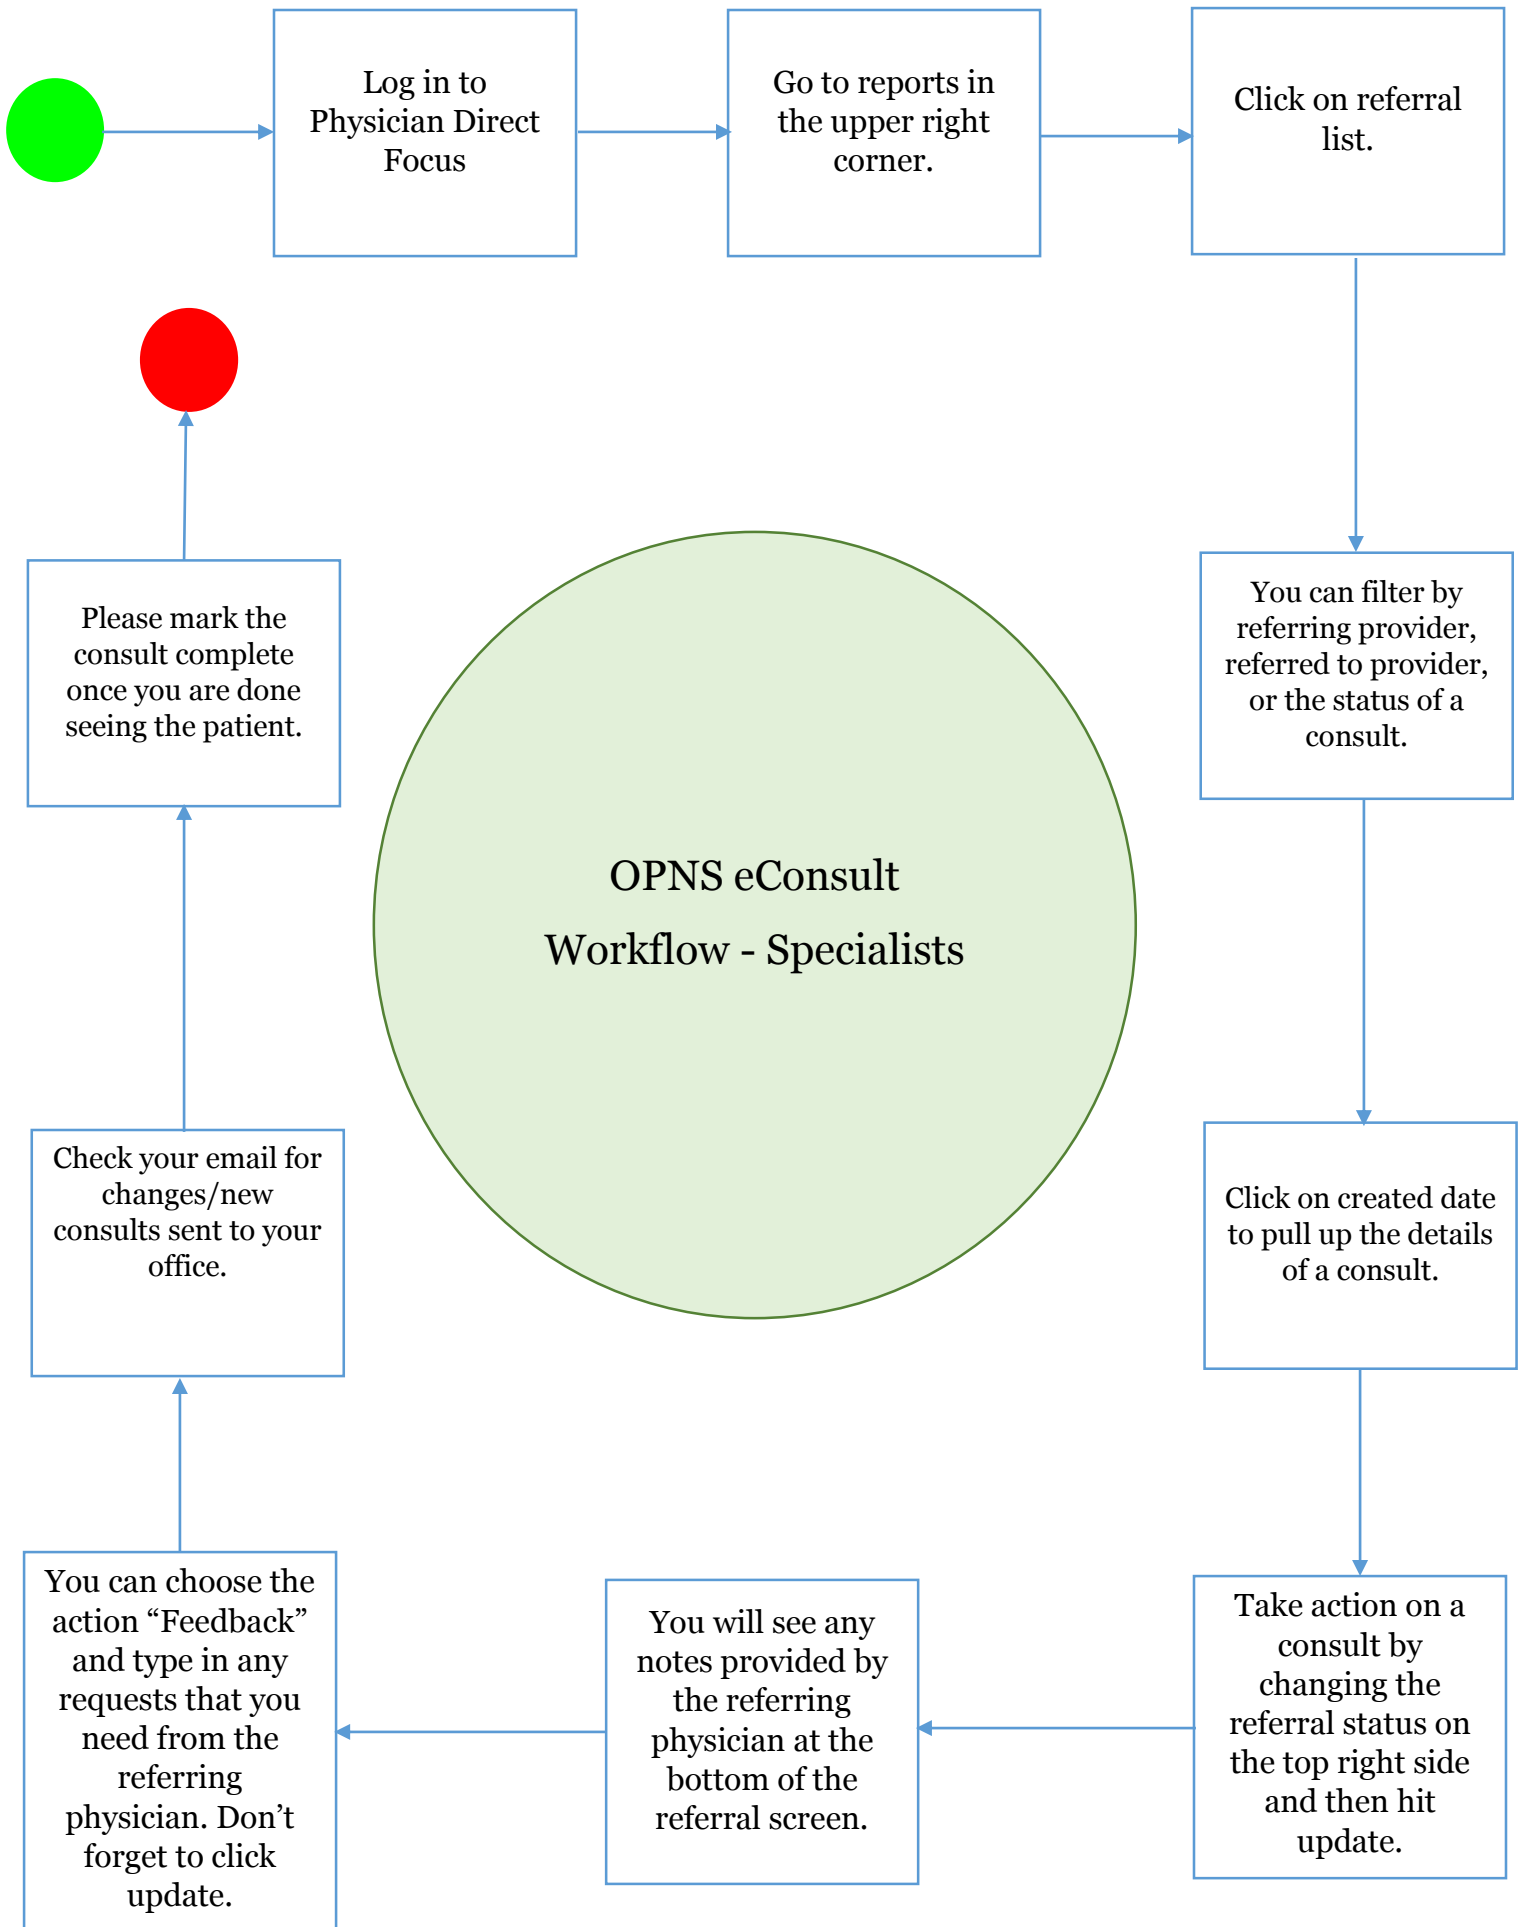 Log in to
Physician Direct
Focus
Go to reports in
the upper right
corner.
Click on referral
list.
You can filter by
referring provider,
referred to provider,
or the status of a
consult.
Click on created date
to pull up the details
of a consult.
Take action on a
consult by
changing the
referral status on
the top right side
and then hit
update.
You will see any
notes provided by
the referring
physician at the
bottom of the
referral screen.
You can choose the
action “Feedback”
and type in any
requests that you
need from the
referring
physician. Don’t
forget to click
update.
Check your email for
changes/new
consults sent to your
office.
Please mark the
consult complete
once you are done
seeing the patient.
OPNS eConsult
Workflow - Specialists